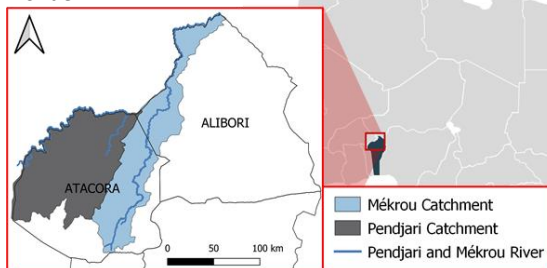 ALIBORI
ATACORA
0 50 100 km
Mékrou Catchment
Pendjari Catchment
Pendjari and Mékrou River